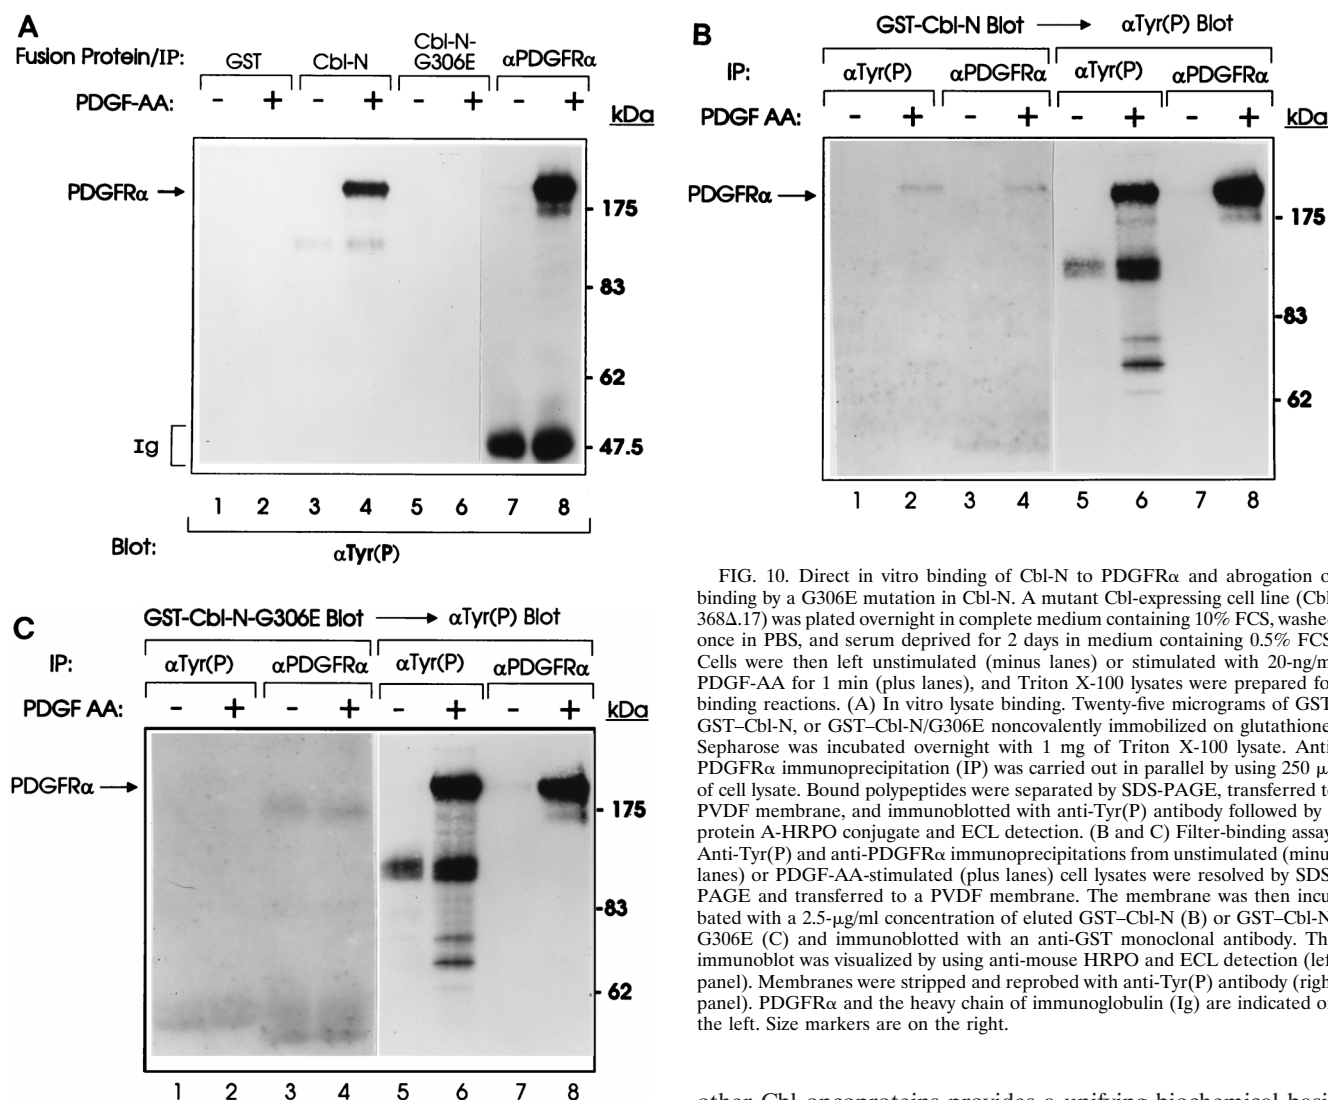 A
Fusion Protein/IP: GST Cbl-N Cbl-N-G306E αPDGFRα
PDGF-AA: - + - + - + - +
kDa
PDGFRα →
175
83
62
Ig
47.5
1 2 3 4 5 6 7 8
Blot: αTyr(P)
B
GST-Cbl-N Blot → αTyr(P) Blot
IP: αTyr(P) αPDGFRα αTyr(P) αPDGFRα
PDGF AA: - + - + - + - +
kDa
PDGFRα →
175
83
62
1 2 3 4 5 6 7 8
C
GST-Cbl-N-G306E Blot → αTyr(P) Blot
IP: αTyr(P) αPDGFRα αTyr(P) αPDGFRα
PDGF AA: - + - + - + - +
kDa
PDGFRα →
175
83
62
1 2 3 4 5 6 7 8
FIG. 10. Direct in vitro binding of Cbl-N to PDGFRα and abrogation o
binding by a G306E mutation in Cbl-N. A mutant Cbl-expressing cell line (Cbl
368Δ.17) was plated overnight in complete medium containing 10% FCS, washed
once in PBS, and serum deprived for 2 days in medium containing 0.5% FCS
Cells were then left unstimulated (minus lanes) or stimulated with 20-ng/m
PDGF-AA for 1 min (plus lanes), and Triton X-100 lysates were prepared fo
binding reactions. (A) In vitro lysate binding. Twenty-five micrograms of GST
GST–Cbl-N, or GST–Cbl-N/G306E noncovalently immobilized on glutathione
Sepharose was incubated overnight with 1 mg of Triton X-100 lysate. Anti
PDGFRα immunoprecipitation (IP) was carried out in parallel by using 250 μ
of cell lysate. Bound polypeptides were separated by SDS-PAGE, transferred t
PVDF membrane, and immunoblotted with anti-Tyr(P) antibody followed by
protein A-HRPO conjugate and ECL detection. (B and C) Filter-binding assay
Anti-Tyr(P) and anti-PDGFRα immunoprecipitations from unstimulated (minu
lanes) or PDGF-AA-stimulated (plus lanes) cell lysates were resolved by SDS
PAGE and transferred to a PVDF membrane. The membrane was then incu
bated with a 2.5-μg/ml concentration of eluted GST–Cbl-N (B) or GST–Cbl-N
G306E (C) and immunoblotted with an anti-GST monoclonal antibody. Th
immunoblot was visualized by using anti-mouse HRPO and ECL detection (lef
panel). Membranes were stripped and reprobed with anti-Tyr(P) antibody (righ
panel). PDGFRα and the heavy chain of immunoglobulin (Ig) are indicated o
the left. Size markers are on the right.